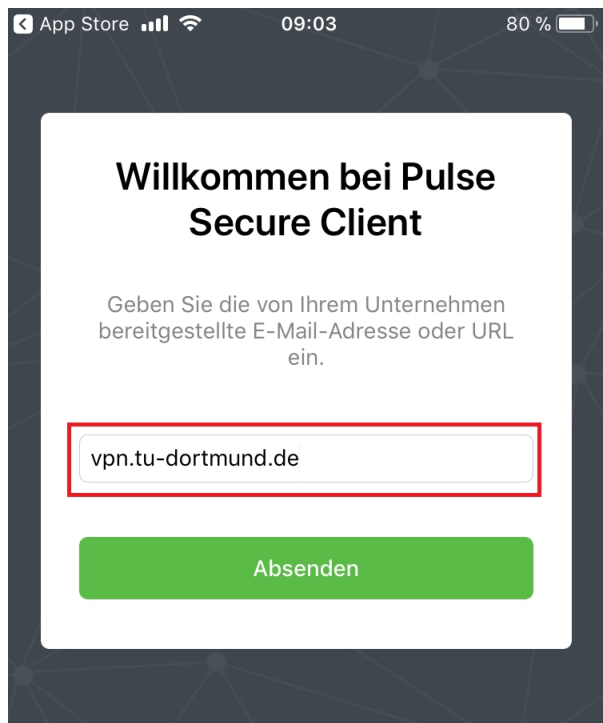 App Store 09:03 80 %
Willkommen bei Pulse
Secure Client
Geben Sie die von Ihrem Unternehmen
bereitgestellte E-Mail-Adresse oder URL
ein.
vpn.tu-dortmund.de
Absenden